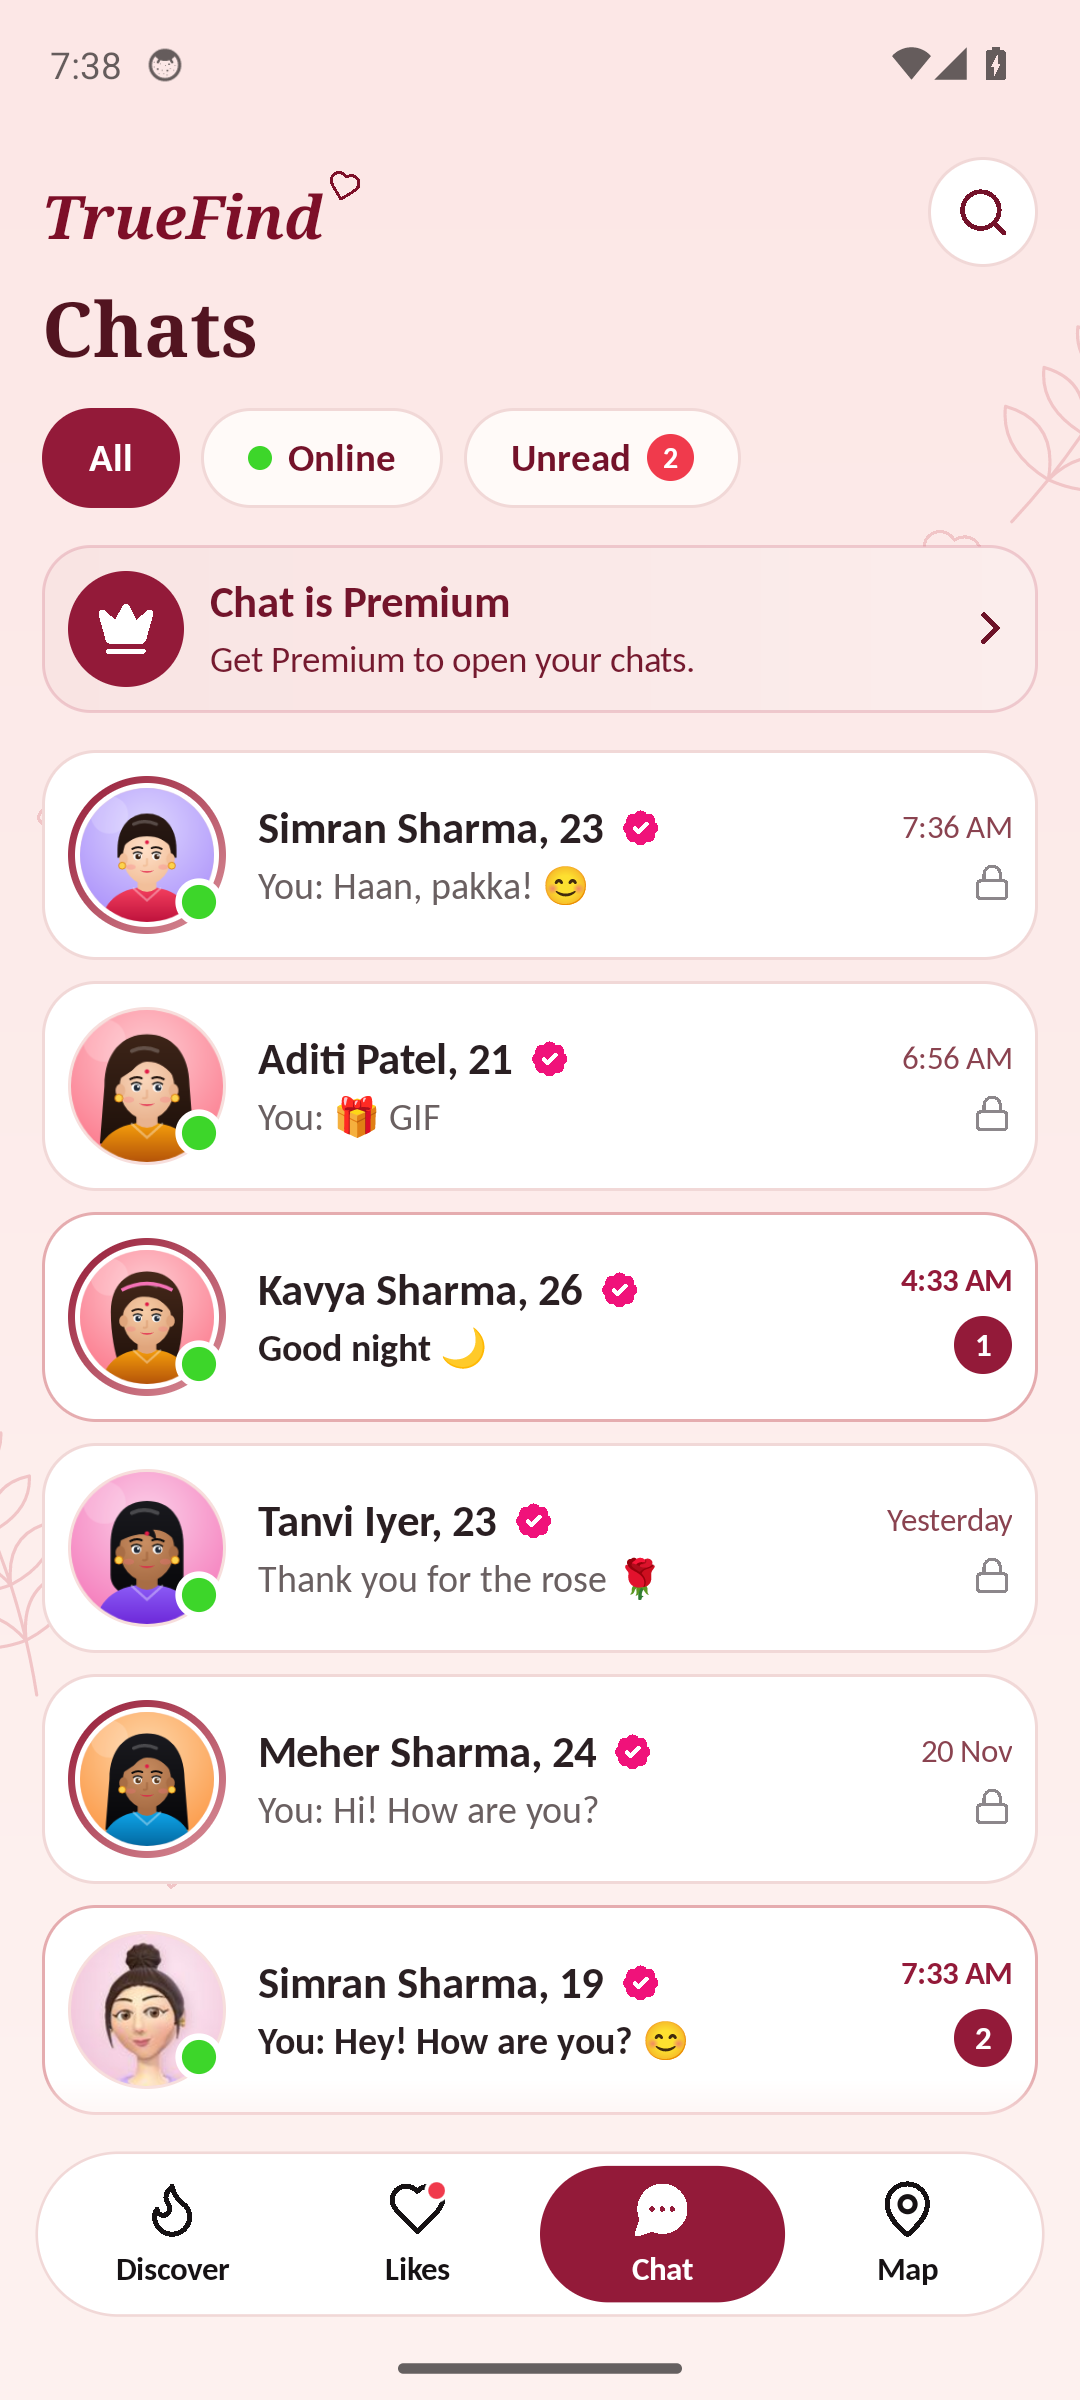 7:38
TrueFind
Chats
All
Online
Unread 2
Chat is Premium
Get Premium to open your chats.
Simran Sharma, 23
7:36 AM
You: Haan, pakka! 😊
Aditi Patel, 21
6:56 AM
You: 🎁 GIF
Kavya Sharma, 26
4:33 AM
Good night 🌙
1
Tanvi Iyer, 23
Yesterday
Thank you for the rose 🌹
Meher Sharma, 24
20 Nov
You: Hi! How are you?
Simran Sharma, 19
7:33 AM
You: Hey! How are you? 😊
2
Discover
Likes
Chat
Map